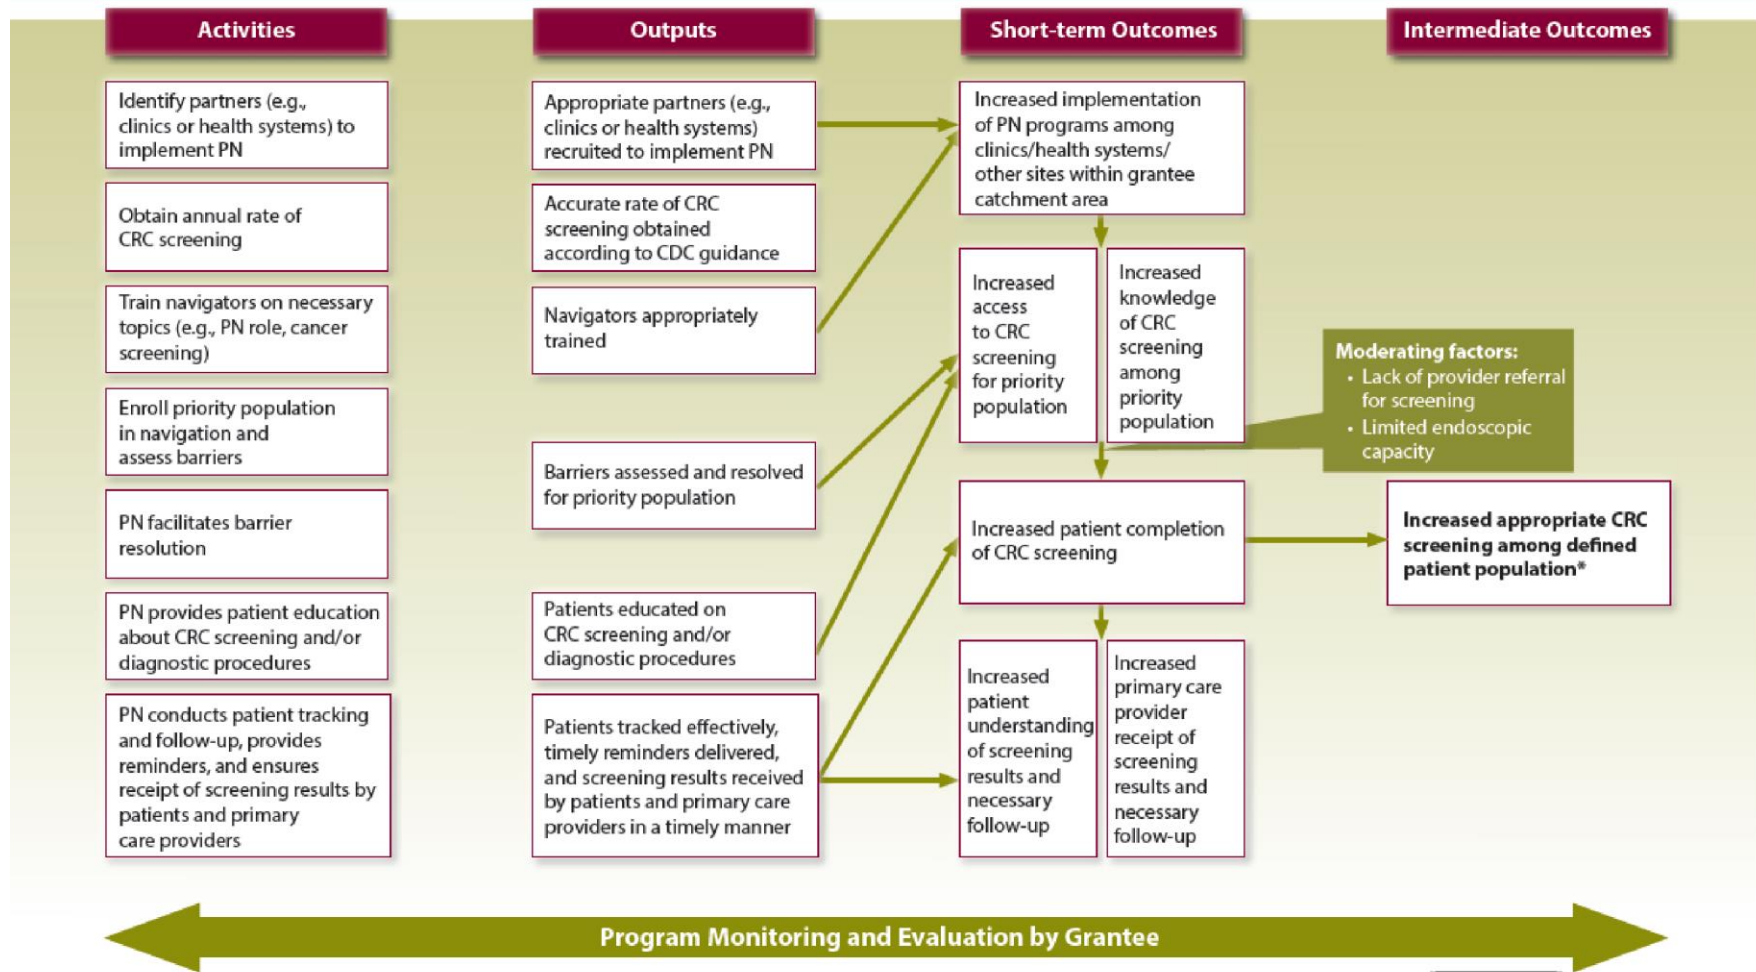 Activities
Identify partners (e.g.,
clinics or health systems) to
implement PN
Obtain annual rate of
CRC screening
Train navigators on necessary
topics (e.g., PN role, cancer
screening)
Enroll priority population
in navigation and
assess barriers
PN facilitates barrier
resolution
PN provides patient education
about CRC screening and/or
diagnostic procedures
PN conducts patient tracking
and follow-up, provides
reminders, and ensures
receipt of screening results by
patients and primary
care providers
Outputs
Appropriate partners (e.g.,
clinics or health systems)
recruited to implement PN
Accurate rate of CRC
screening obtained
according to CDC guidance
Navigators appropriately
trained
Barriers assessed and resolved
for priority population
Patients educated on
CRC screening and/or
diagnostic procedures
Patients tracked effectively,
timely reminders delivered,
and screening results received
by patients and primary care
providers in a timely manner
Short-term Outcomes
Increased implementation
of PN programs among
clinics/health systems/
other sites within grantee
catchment area
Increased
access
to CRC
screening
for priority
population
Increased
knowledge
of CRC
screening
among
priority
population
Increased patient completion
of CRC screening
Increased
patient
understanding
of screening
results and
necessary
follow-up
Increased
primary care
provider
receipt of
screening
results and
necessary
follow-up
Intermediate Outcomes
Moderating factors:
• Lack of provider referral
for screening
• Limited endoscopic
capacity
Increased appropriate CRC
screening among defined
patient population*
Program Monitoring and Evaluation by Grantee